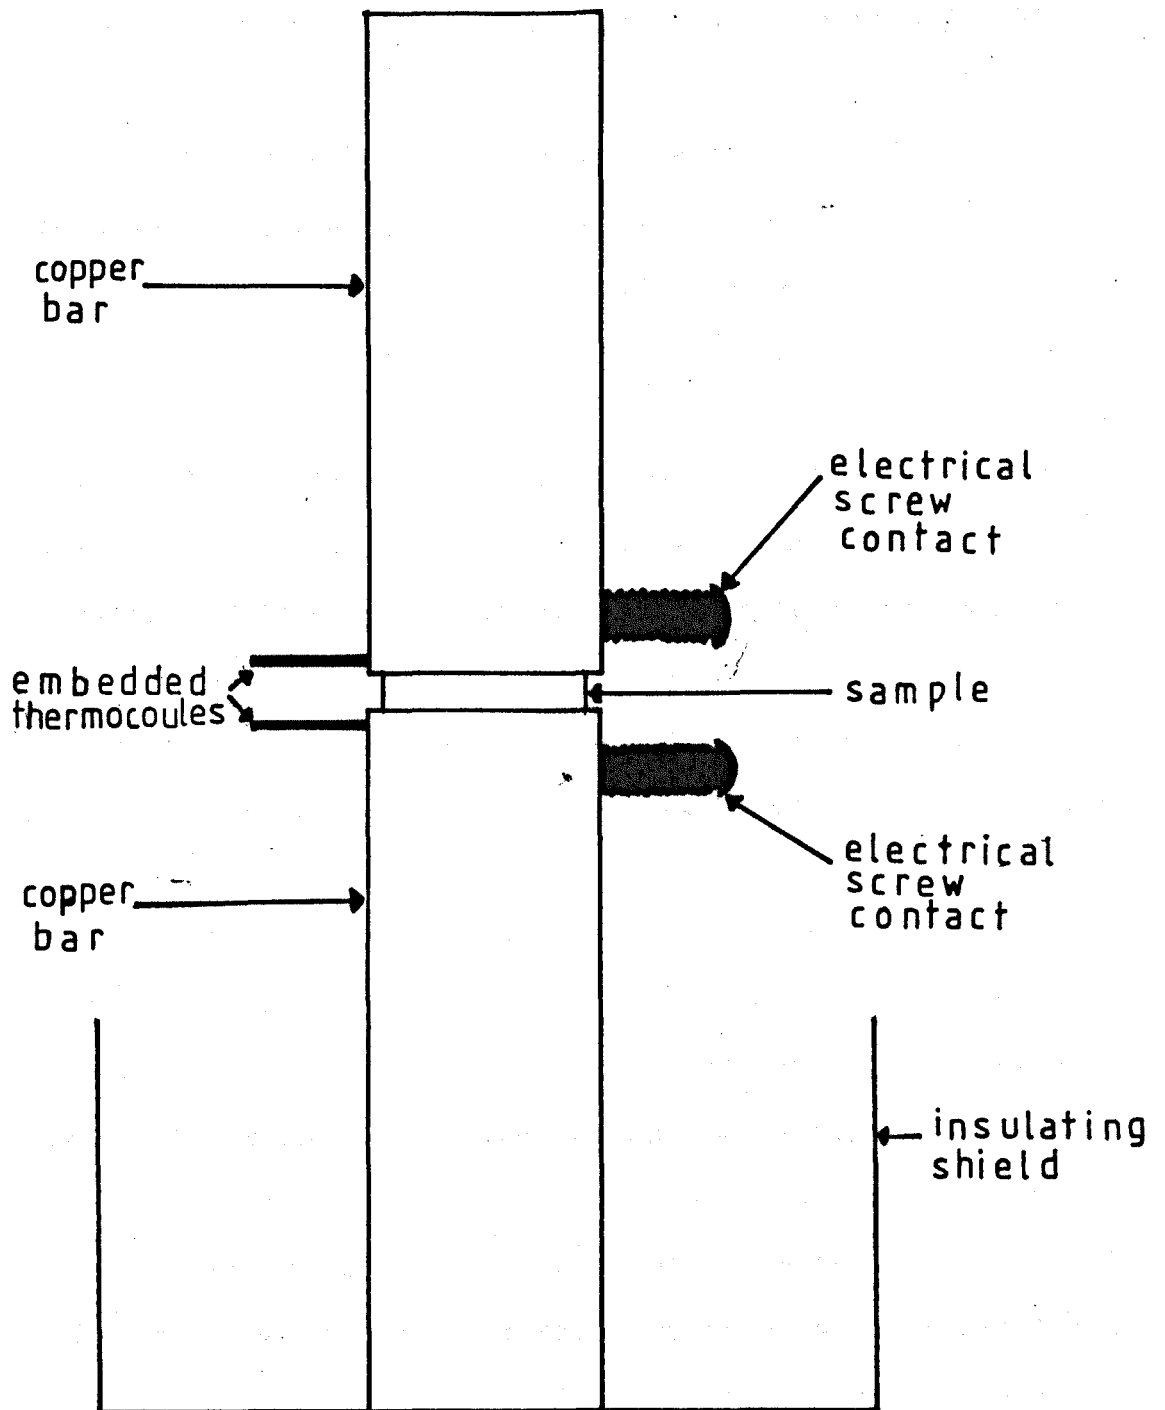 copper
bar
electrical
screw
contact
embedded
thermocoules
sample
electrical
screw
contact
copper
bar
insulating
shield